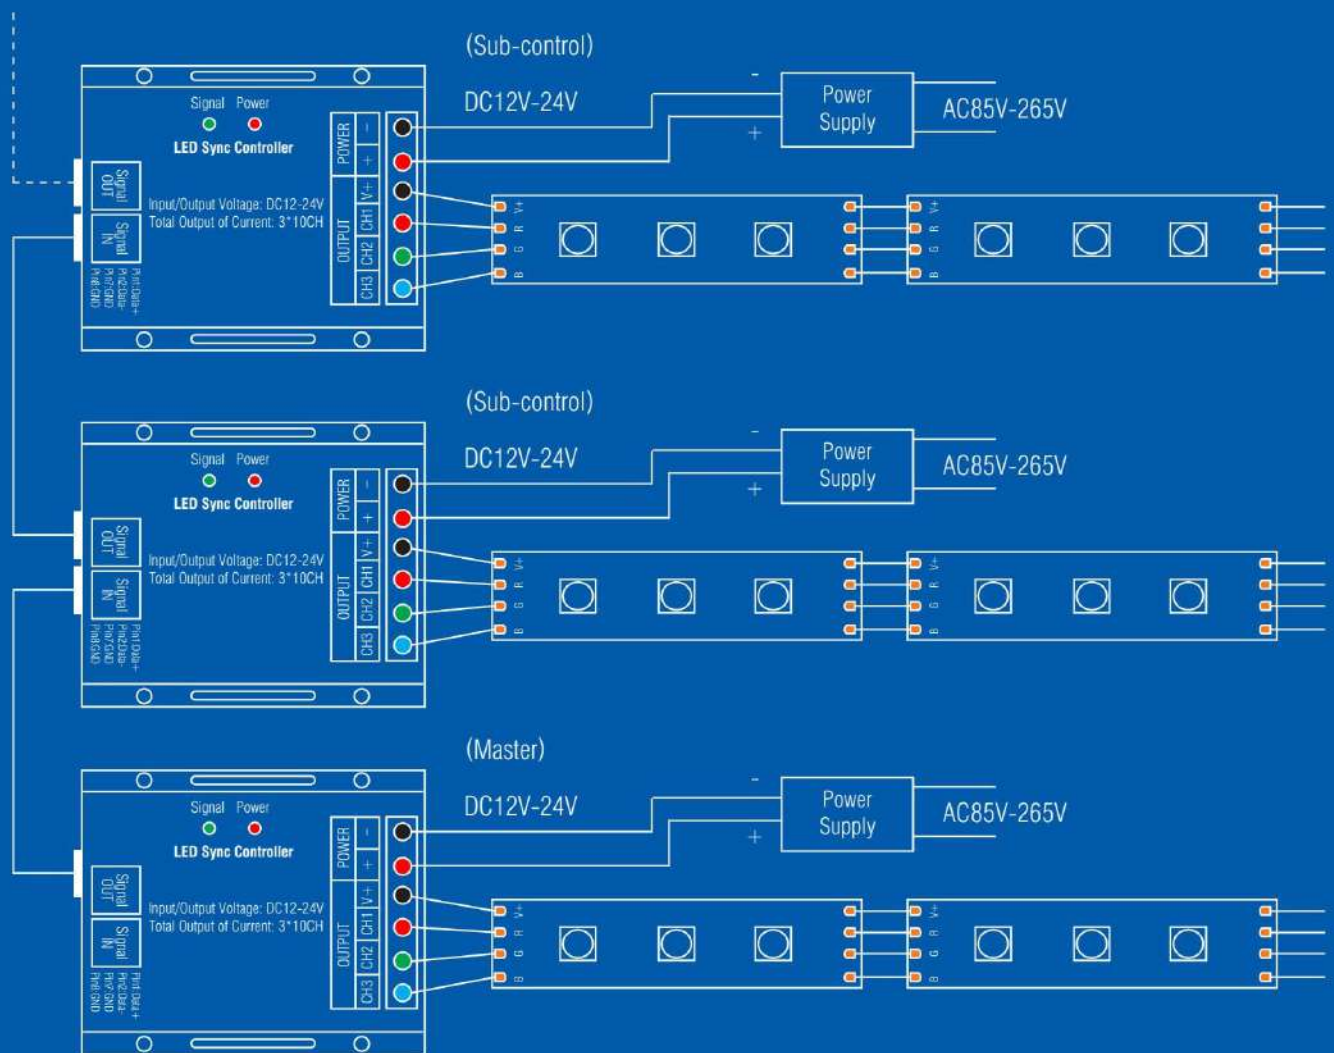 (Sub-control)
DC12V-24V
-
+
Power
Supply
AC85V-265V
Signal Power
LED Sync Controller
Input/Output Voltage: DC12-24V
Total Output of Current: 3*10CH
Signal
OUT
Signal
IN
Pin1:Data+
Pin2:Data-
Pin7:GND
Pin8:GND
POWER
-
+
OUTPUT
V+
CH1
CH2
CH3
V+
R
G
B
V+
R
G
B
(Sub-control)
DC12V-24V
-
+
Power
Supply
AC85V-265V
Signal Power
LED Sync Controller
Input/Output Voltage: DC12-24V
Total Output of Current: 3*10CH
Signal
OUT
Signal
IN
Pin1:Data+
Pin2:Data-
Pin7:GND
Pin8:GND
POWER
-
+
OUTPUT
V+
CH1
CH2
CH3
V+
R
G
B
V+
R
G
B
(Master)
DC12V-24V
-
+
Power
Supply
AC85V-265V
Signal Power
LED Sync Controller
Input/Output Voltage: DC12-24V
Total Output of Current: 3*10CH
Signal
OUT
Signal
IN
Pin1:Data+
Pin2:Data-
Pin7:GND
Pin8:GND
POWER
-
+
OUTPUT
V+
CH1
CH2
CH3
V+
R
G
B
V+
R
G
B